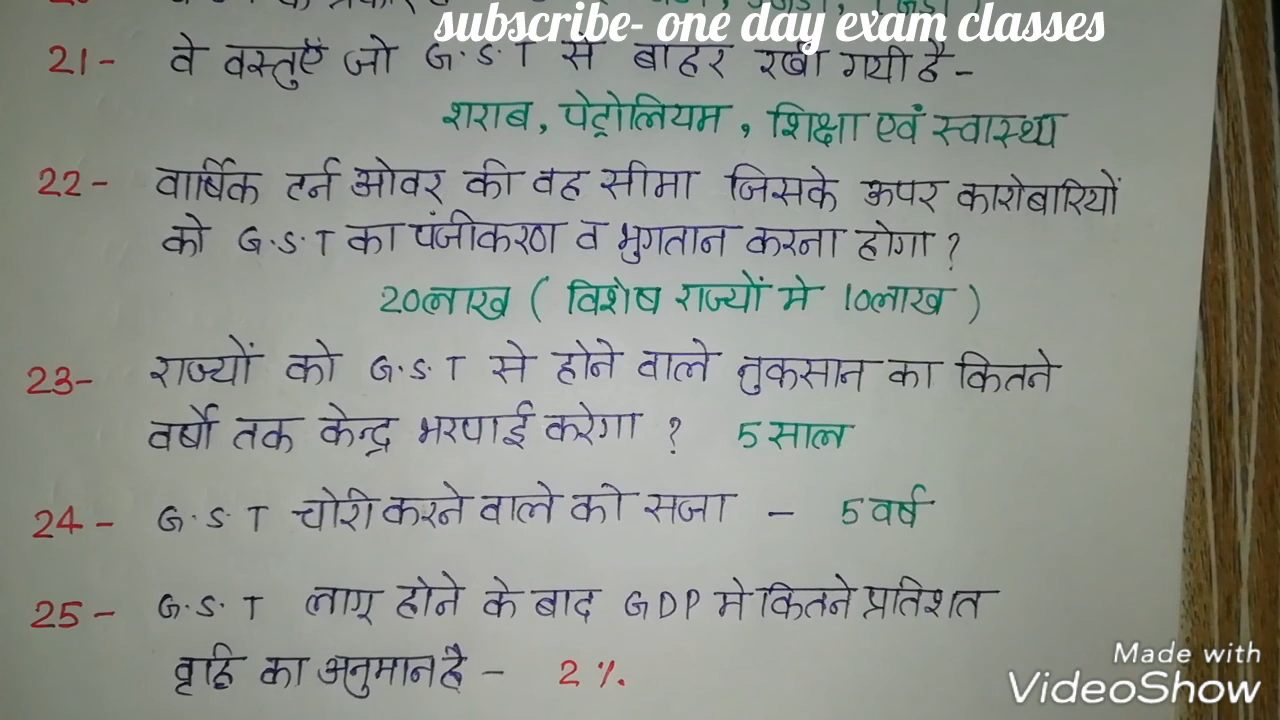 subscribe- one day exam classes
21- वे वस्तुएँ जो G.S.T से बाहर रखी गयी है -
शराब, पेट्रोलियम, शिक्षा एवं स्वास्थ्य
22- वार्षिक टर्न ओवर की वह सीमा जिसके ऊपर कारोबारियों
को G.S.T का पंजीकरण व भुगतान करना होगा?
20लाख ( विशेष राज्यों मे 10लाख )
23- राज्यों को G.S.T से होने वाले नुकसान का कितने
वर्षो तक केन्द्र भरपाई करेगा? 5 साल
24- G.S.T चोरी करने वाले को सजा - 5 वर्ष
25- G.S.T लागू होने के बाद GDP मे कितने प्रतिशत
वृद्दि का अनुमान है - 2%.
Made with
VideoShow